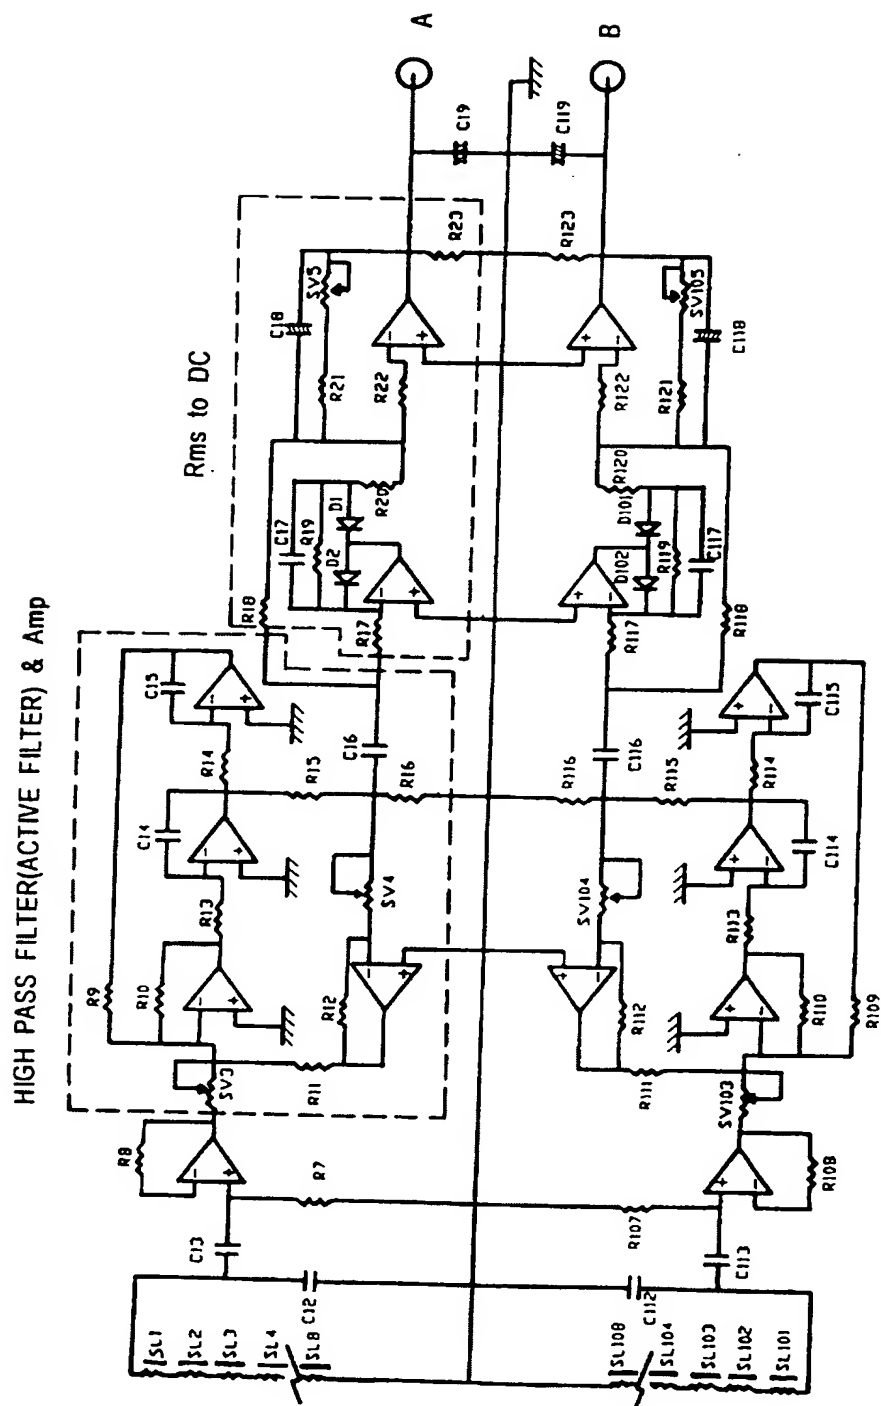 HIGH PASS FILTER(ACTIVE FILTER) & Amp
Rms to DC
A
B
SL1
SL2
SL3
SL4
SL8
SL108
SL104
SL103
SL102
SL101
C12
C112
C13
C113
R7
R107
R8
R108
SV3
SV103
R9
R10
R11
R12
R13
C14
R14
C15
R15
R16
SV4
C16
R109
R110
R111
R112
R113
C114
R114
C115
R115
R116
SV104
C116
R17
R18
C17
R19
D2
D1
R20
R117
R118
C117
R119
D102
D101
R120
C18
R21
SV5
R22
R23
R123
R122
R121
SV105
C118
C19
C119